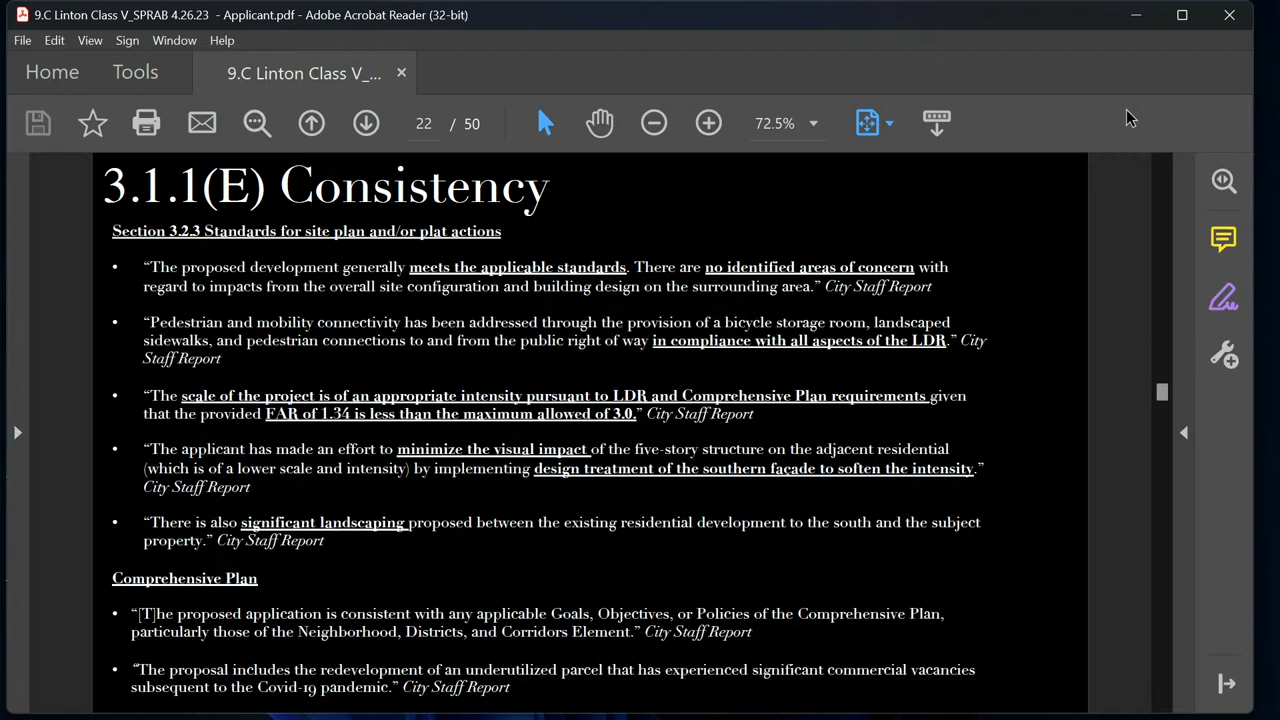 9.C Linton Class V_SPRAB 4.26.23 - Applicant.pdf - Adobe Acrobat Reader (32-bit)
File Edit View Sign Window Help
Home Tools 9.C Linton Class V_... ×
22 / 50 72.5%
3.1.1(E) Consistency
Section 3.2.3 Standards for site plan and/or plat actions
• “The proposed development generally meets the applicable standards. There are no identified areas of concern with
regard to impacts from the overall site configuration and building design on the surrounding area.” City Staff Report
• “Pedestrian and mobility connectivity has been addressed through the provision of a bicycle storage room, landscaped
sidewalks, and pedestrian connections to and from the public right of way in compliance with all aspects of the LDR.” City
Staff Report
• “The scale of the project is of an appropriate intensity pursuant to LDR and Comprehensive Plan requirements given
that the provided FAR of 1.34 is less than the maximum allowed of 3.0.” City Staff Report
• “The applicant has made an effort to minimize the visual impact of the five-story structure on the adjacent residential
(which is of a lower scale and intensity) by implementing design treatment of the southern façade to soften the intensity.”
City Staff Report
• “There is also significant landscaping proposed between the existing residential development to the south and the subject
property.” City Staff Report
Comprehensive Plan
• “[T]he proposed application is consistent with any applicable Goals, Objectives, or Policies of the Comprehensive Plan,
particularly those of the Neighborhood, Districts, and Corridors Element.” City Staff Report
• “The proposal includes the redevelopment of an underutilized parcel that has experienced significant commercial vacancies
subsequent to the Covid-19 pandemic.” City Staff Report